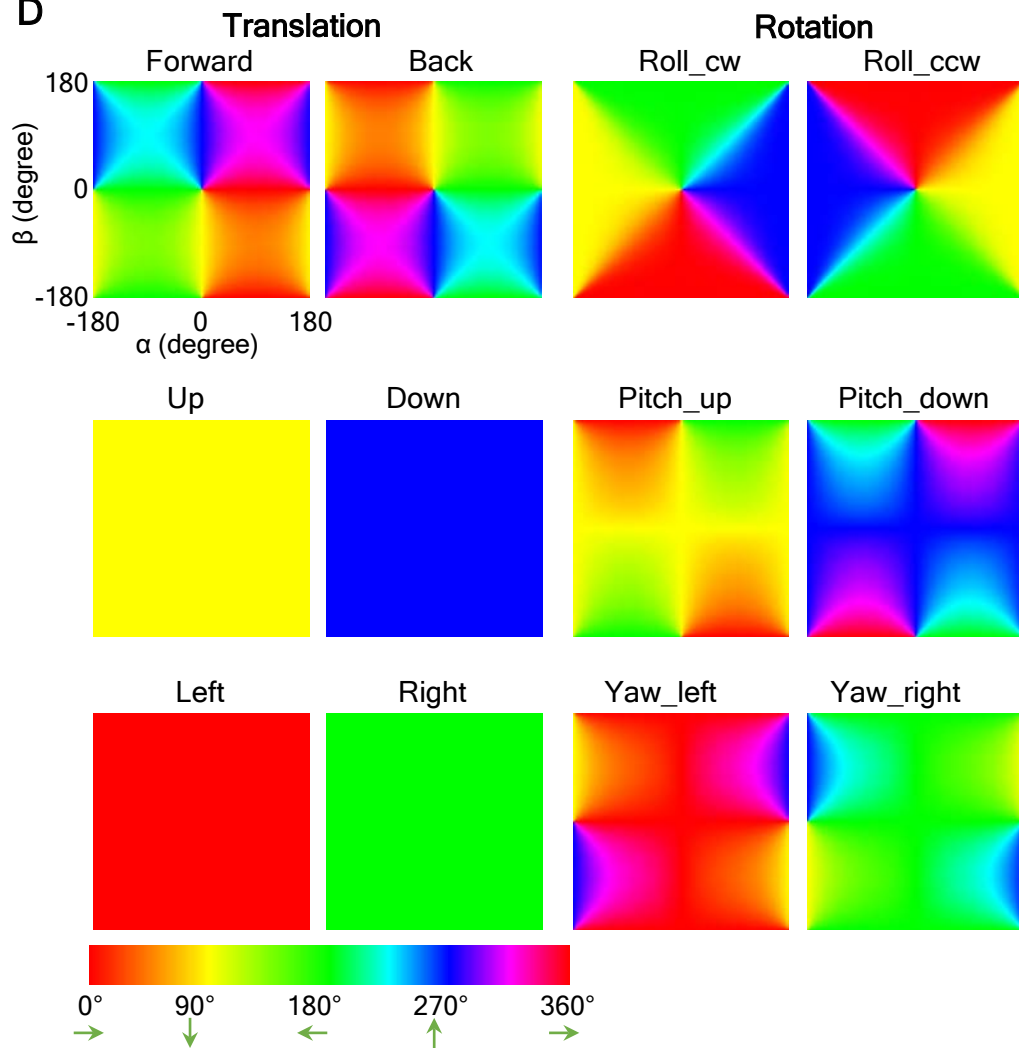 D
Translation Rotation
Forward Back Roll_cw Roll_ccw
180
0
-180
β (degree)
-180 0 180
α (degree)
Up Down Pitch_up Pitch_down
Left Right Yaw_left Yaw_right
0° 90° 180° 270° 360°